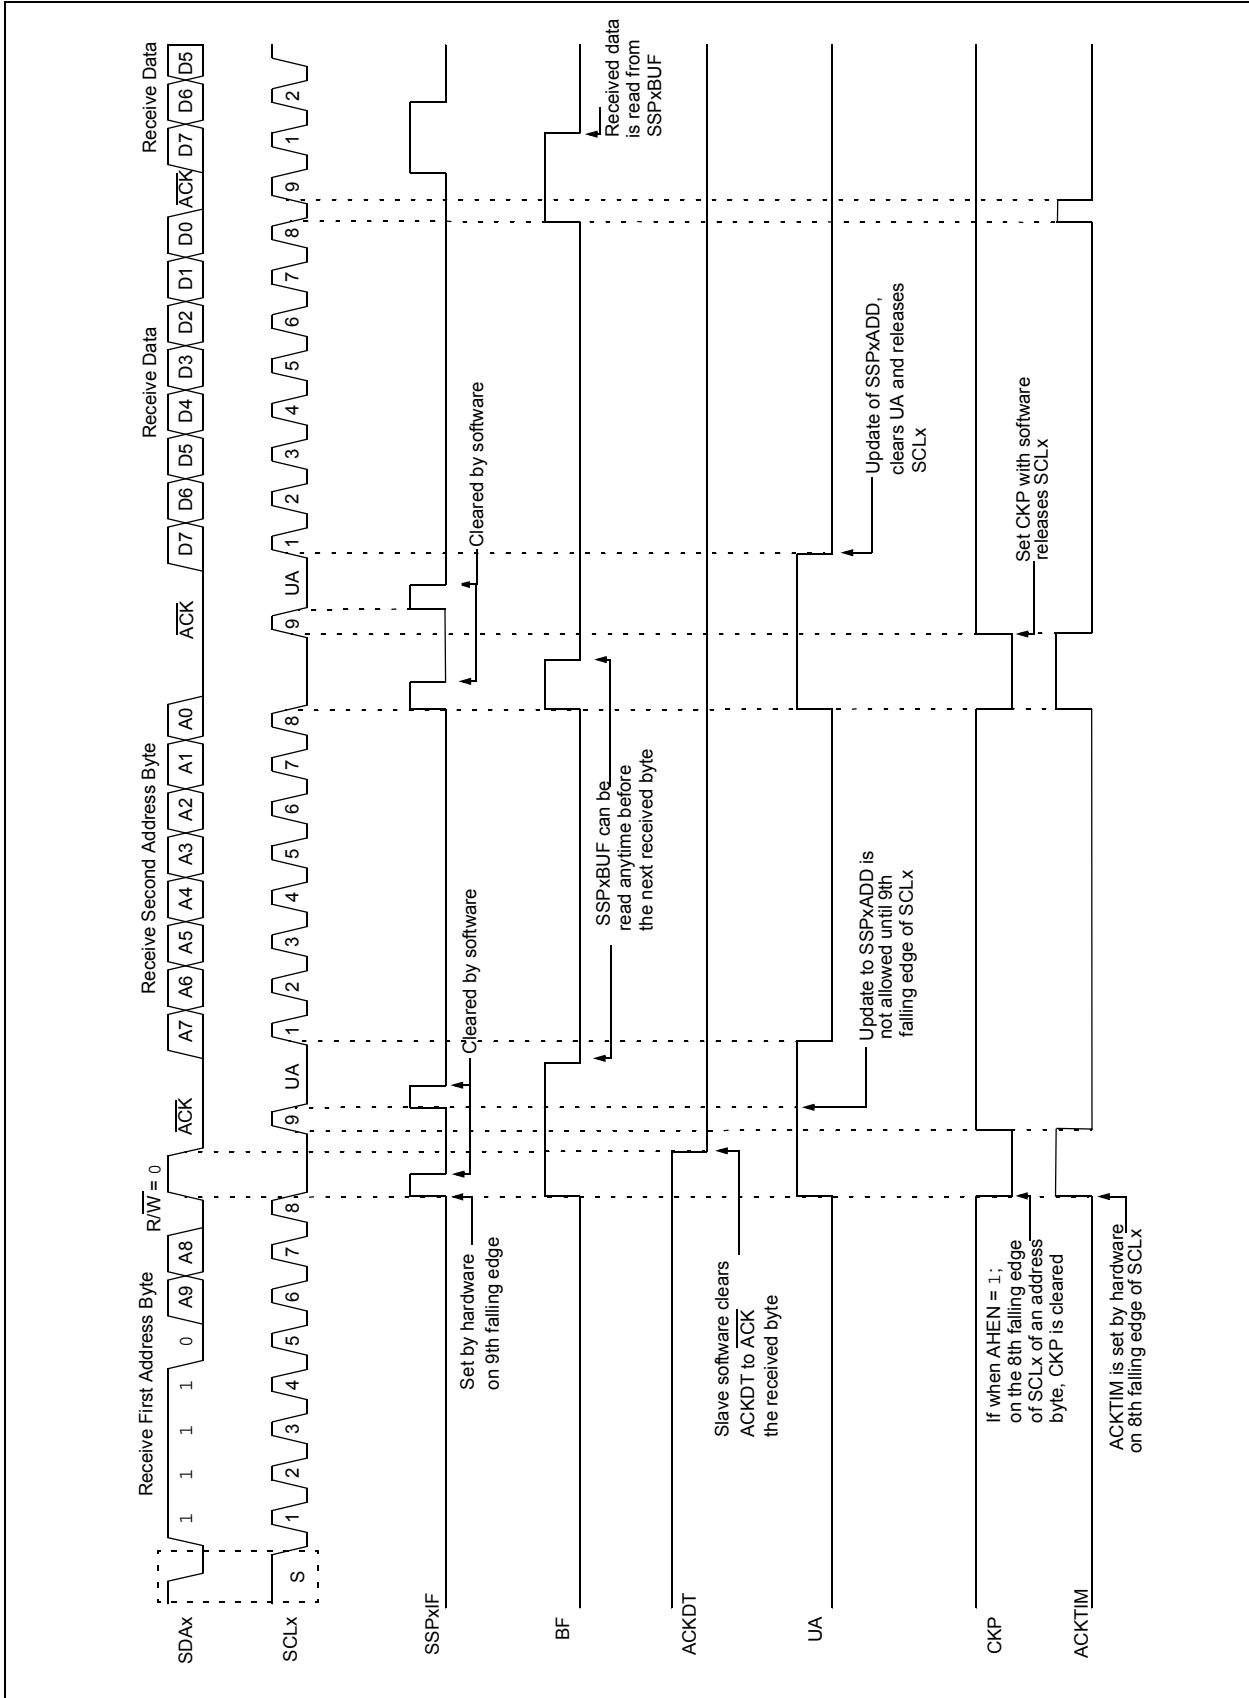 Receive First Address Byte
R/W = 0
ACK
Receive Second Address Byte
ACK
Receive Data
ACK
Receive Data
SDAx
1 1 1 1 0 A9 A8
A7 A6 A5 A4 A3 A2 A1 A0
D7 D6 D5 D4 D3 D2 D1 D0
D7 D6 D5
SCLx
S
1 2 3 4 5 6 7 8 9 UA
1 2 3 4 5 6 7 8 9 UA
1 2 3 4 5 6 7 8 9
1 2
SSPxIF
Set by hardware
on 9th falling edge
Cleared by software
Cleared by software
BF
SSPxBUF can be
read anytime before
the next received byte
Received data
is read from
SSPxBUF
ACKDT
Slave software clears
ACKDT to ACK
the received byte
UA
Update to SSPxADD is
not allowed until 9th
falling edge of SCLx
Update of SSPxADD,
clears UA and releases
SCLx
CKP
If when AHEN = 1;
on the 8th falling edge
of SCLx of an address
byte, CKP is cleared
Set CKP with software
releases SCLx
ACKTIM
ACKTIM is set by hardware
on 8th falling edge of SCLx